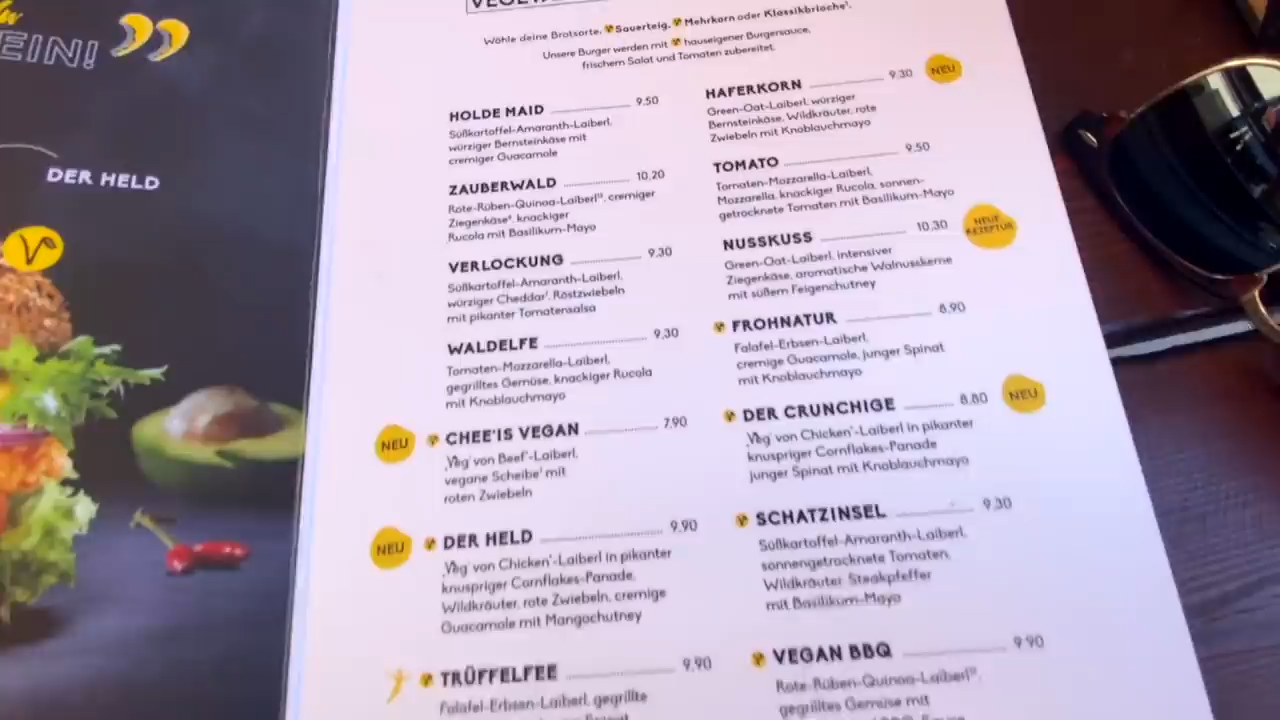 EIN!
DER HELD
Wähle deine Brotsorte, Sauerteig, Mehrkorn oder Klassikbrioche¹.
Unsere Burger werden mit hauseigener Burgersauce,
frischem Salat und Tomaten zubereitet.
HOLDE MAID 9,50
Süßkartoffel-Amaranth-Laiberl,
würziger Bernsteinkäse mit
cremiger Guacamole
ZAUBERWALD 10,20
Rote-Rüben-Quinoa-Laiberl, cremiger
Ziegenkäse, knackiger
Rucola mit Basilikum-Mayo
VERLOCKUNG 9,30
Süßkartoffel-Amaranth-Laiberl,
würziger Cheddar¹, Röstzwiebeln
mit pikanter Tomatensalsa
WALDELFE 9,30
Tomaten-Mozzarella-Laiberl,
gegrilltes Gemüse, knackiger Rucola
mit Knoblauchmayo
NEU
CHEE'IS VEGAN 7,90
‚Veg' von Beef'-Laiberl,
vegane Scheibe¹ mit
roten Zwiebeln
NEU
DER HELD 9,90
‚Veg' von Chicken'-Laiberl in pikanter
knuspriger Cornflakes-Panade,
Wildkräuter, rote Zwiebeln, cremige
Guacamole mit Mangochutney
TRÜFFELFEE 9,90
Falafel-Erbsen-Laiberl, gegrillte
HAFERKORN 9,30
NEU
Green-Oat-Laiberl, würziger
Bernsteinkäse, Wildkräuter, rote
Zwiebeln mit Knoblauchmayo
TOMATO 9,50
Tomaten-Mozzarella-Laiberl,
Mozzarella, knackiger Rucola, sonnen-
getrocknete Tomaten mit Basilikum-Mayo
NUSSKUSS 10,30
NEUE
REZEPTUR
Green-Oat-Laiberl, intensiver
Ziegenkäse, aromatische Walnusskerne
mit süßem Feigenchutney
FROHNATUR 8,90
Falafel-Erbsen-Laiberl,
cremige Guacamole, junger Spinat
mit Knoblauchmayo
DER CRUNCHIGE 8,80
NEU
‚Veg' von Chicken'-Laiberl in pikanter
knuspriger Cornflakes-Panade
junger Spinat mit Knoblauchmayo
SCHATZINSEL 9,30
Süßkartoffel-Amaranth-Laiberl,
sonnengetrocknete Tomaten,
Wildkräuter, Steakpfeffer
mit Basilikum-Mayo
VEGAN BBQ 9,90
Rote-Rüben-Quinoa-Laiberl,
gegrilltes Gemüse mit